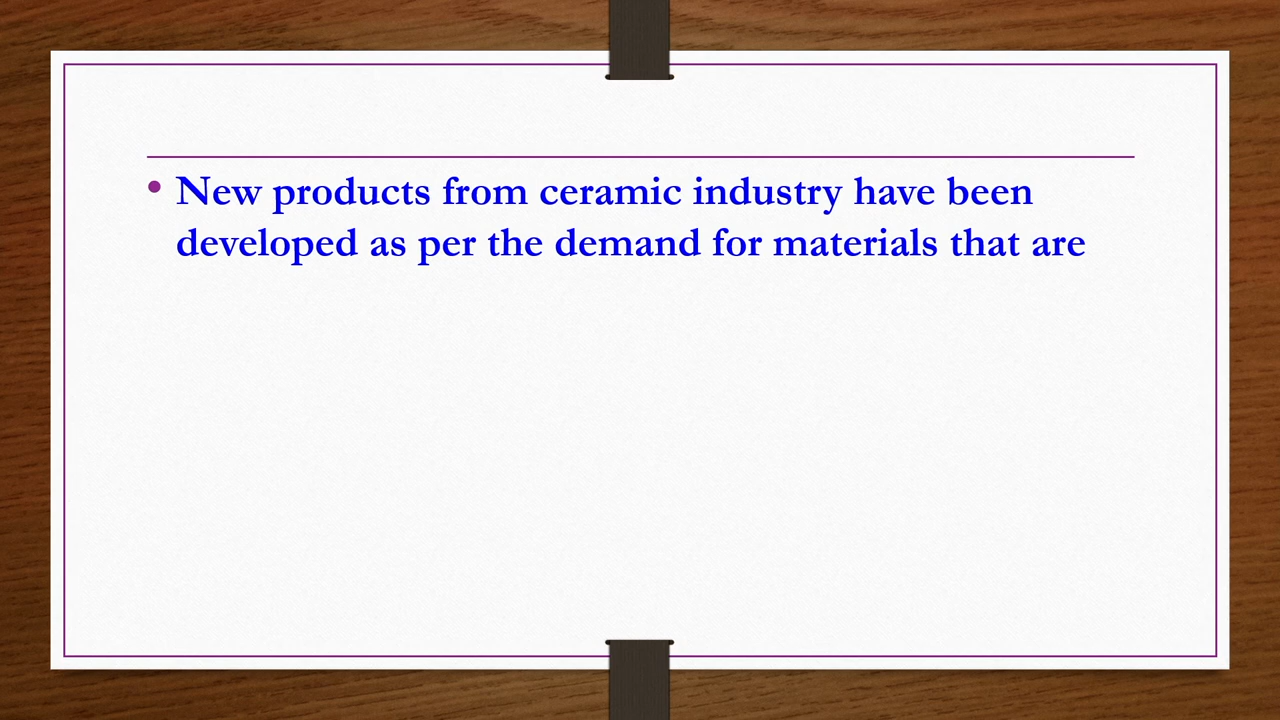 • New products from ceramic industry have been
developed as per the demand for materials that are